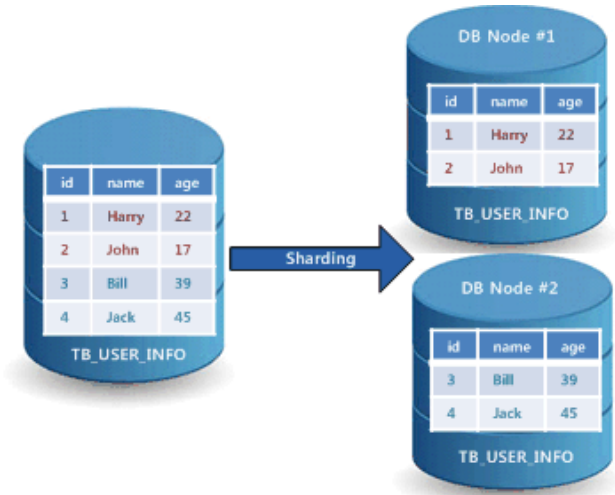 id name age
1 Harry 22
2 John 17
3 Bill 39
4 Jack 45
TB_USER_INFO
Sharding
DB Node #1
id name age
1 Harry 22
2 John 17
TB_USER_INFO
DB Node #2
id name age
3 Bill 39
4 Jack 45
TB_USER_INFO